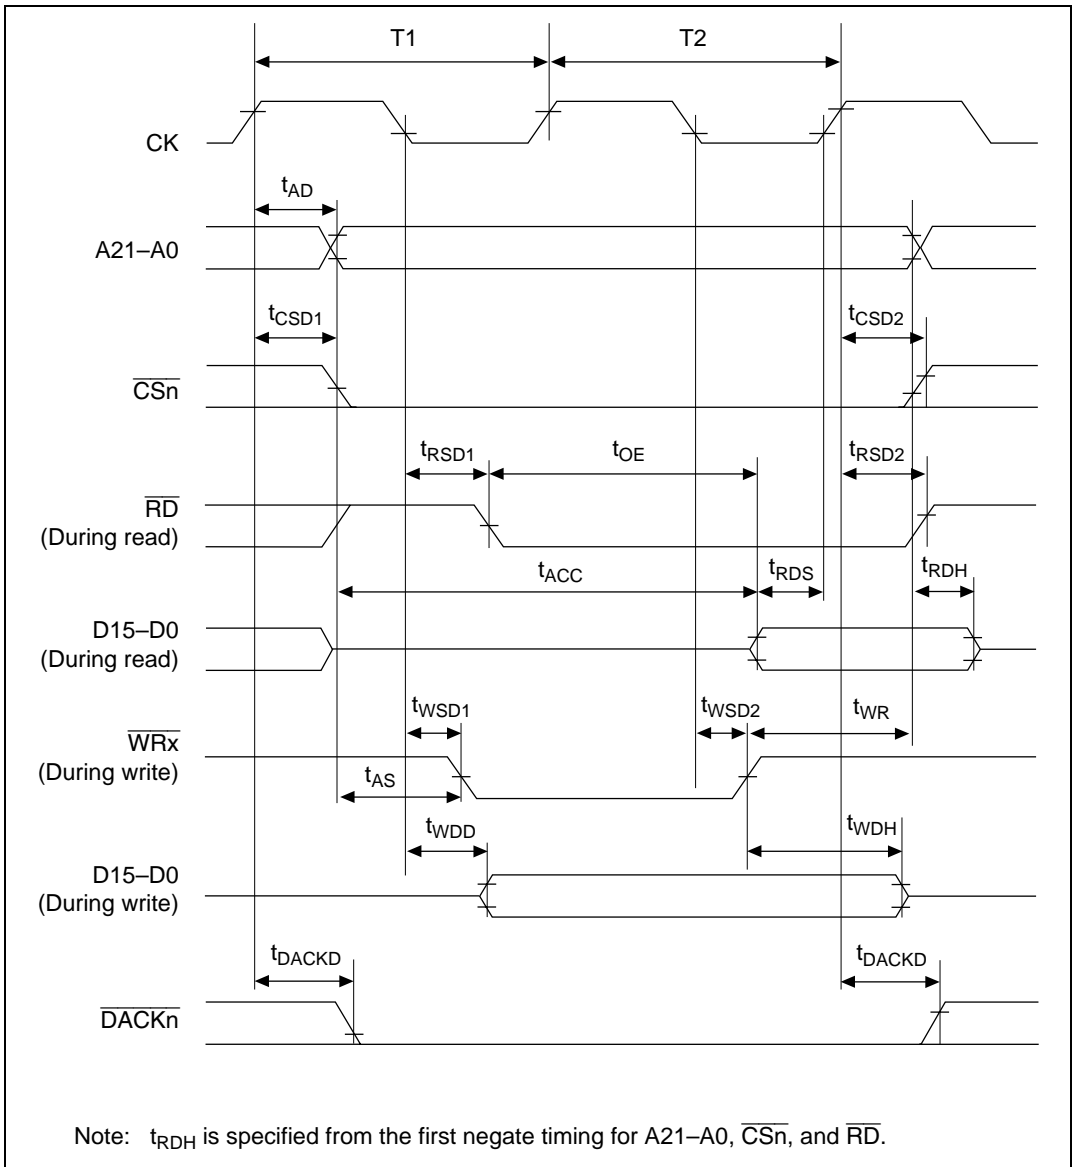 T1 T2
CK
tAD
A21–A0
tCSD1 tCSD2
CSn
tRSD1 tOE tRSD2
RD
(During read)
tACC tRDS tRDH
D15–D0
(During read)
tWSD1 tWSD2 tWR
WRx
(During write)
tAS
tWDD tWDH
D15–D0
(During write)
tDACKD tDACKD
DACKn
Note: tRDH is specified from the first negate timing for A21–A0, CSn, and RD.